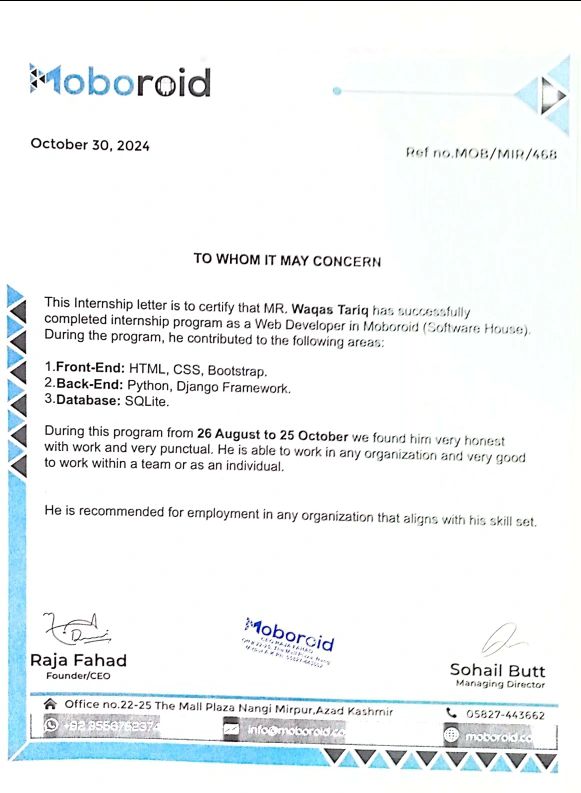 Moboroid
October 30, 2024
Ref no.MOB/MIR/468
TO WHOM IT MAY CONCERN
This Internship letter is to certify that MR. Waqas Tariq has successfully
completed internship program as a Web Developer in Moboroid (Software House).
During the program, he contributed to the following areas:
1.Front-End: HTML, CSS, Bootstrap.
2.Back-End: Python, Django Framework.
3.Database: SQLite.
During this program from 26 August to 25 October we found him very honest
with work and very punctual. He is able to work in any organization and very good
to work within a team or as an individual.
He is recommended for employment in any organization that aligns with his skill set.
Moboroid
CEO RAJA FAHAD
Raja Fahad
Founder/CEO
Sohail Butt
Managing Director
Office no.22-25 The Mall Plaza Nangi Mirpur,Azad Kashmir
05827-443662
info@moboroid.co
moboroid.co